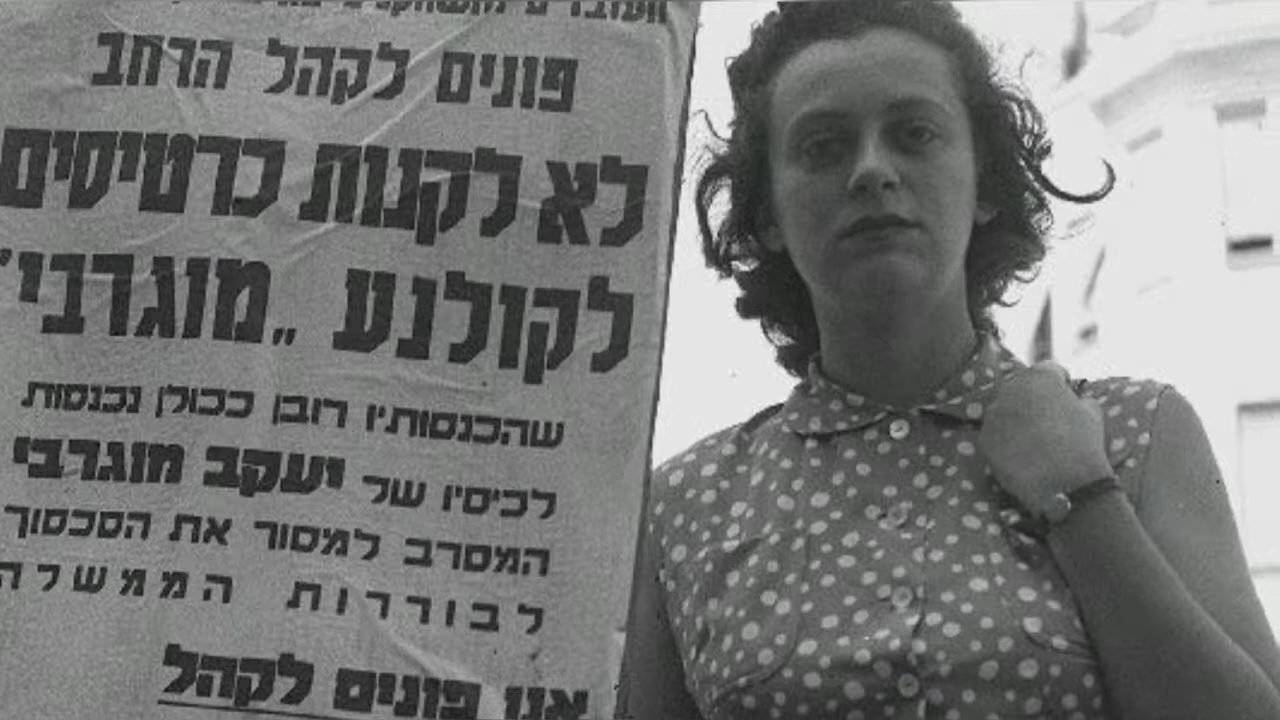 פונים לקהל הרחב
לא לקנות כרטיסים
לקולנע „מוגרבי"
שהכנסותיו רובן ככולן נכנסות
לכיסיו של יעקב מוגרבי
המסרב למסור את הסכסוך
לבוררות הממשלה
אנו פונים לקהל